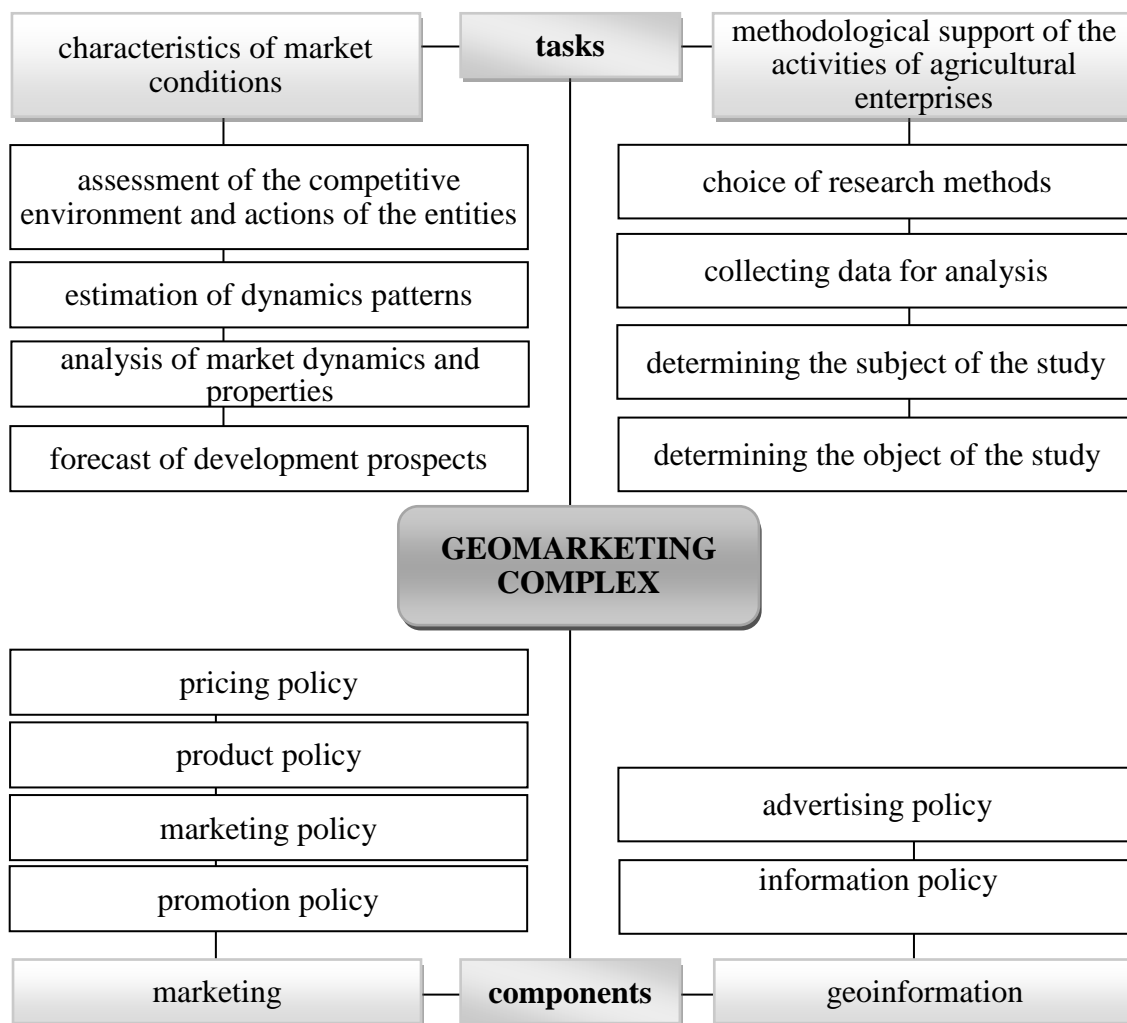 characteristics of market
conditions
tasks
methodological support of the
activities of agricultural
enterprises
assessment of the competitive
environment and actions of the entities
estimation of dynamics patterns
analysis of market dynamics and
properties
forecast of development prospects
choice of research methods
collecting data for analysis
determining the subject of the study
determining the object of the study
GEOMARKETING
COMPLEX
pricing policy
product policy
marketing policy
promotion policy
marketing
components
advertising policy
information policy
geoinformation